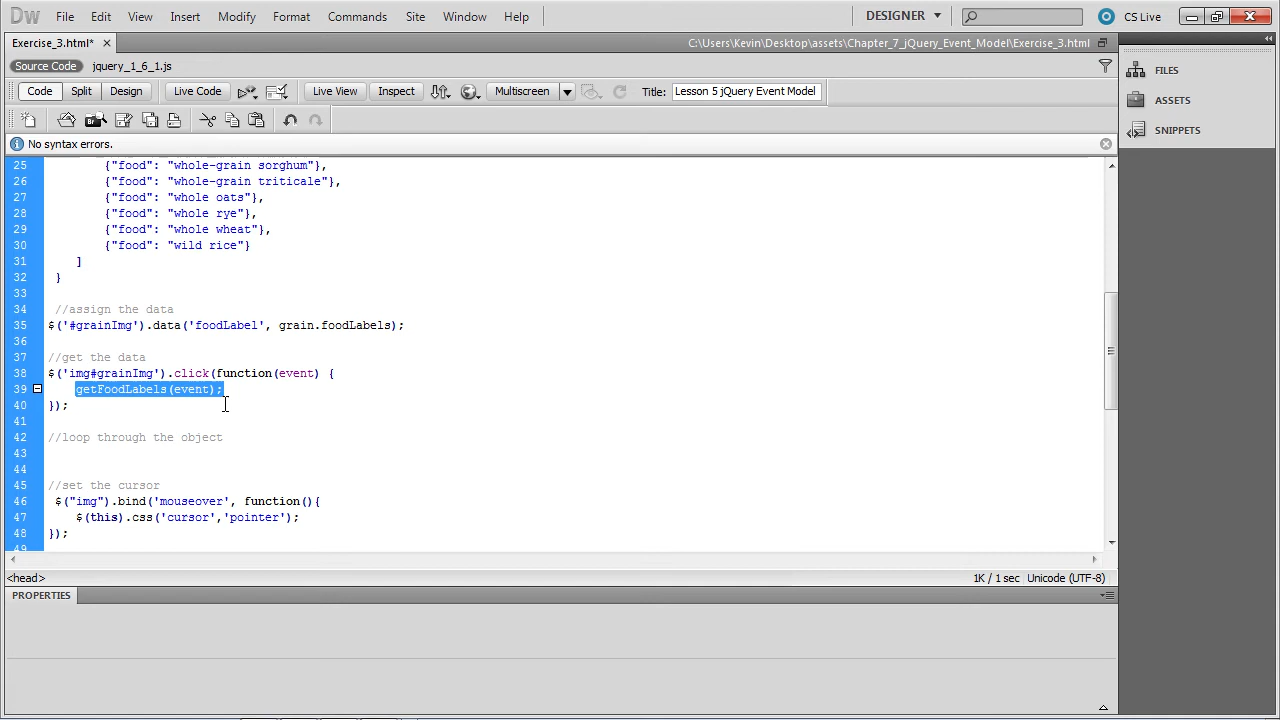 Dw File Edit View Insert Modify Format Commands Site Window Help DESIGNER CS Live
Exercise_3.html* C:\Users\Kevin\Desktop\assets\Chapter_7_jQuery_Event_Model\Exercise_3.html
Source Code jquery_1_6_1.js
Code Split Design Live Code Live View Inspect Multiscreen Title: Lesson 5 jQuery Event Model
No syntax errors.
25 {"food": "whole-grain sorghum"},
26 {"food": "whole-grain triticale"},
27 {"food": "whole oats"},
28 {"food": "whole rye"},
29 {"food": "whole wheat"},
30 {"food": "wild rice"}
31 ]
32 }
33
34 //assign the data
35 $('#grainImg').data('foodLabel', grain.foodLabels);
36
37 //get the data
38 $('img#grainImg').click(function(event) {
39 getFoodLabels(event);
40 });
41
42 //loop through the object
43
44
45 //set the cursor
46 $("img").bind('mouseover', function(){
47 $(this).css('cursor','pointer');
48 });
49
<head> 1K / 1 sec Unicode (UTF-8)
PROPERTIES
FILES
ASSETS
SNIPPETS